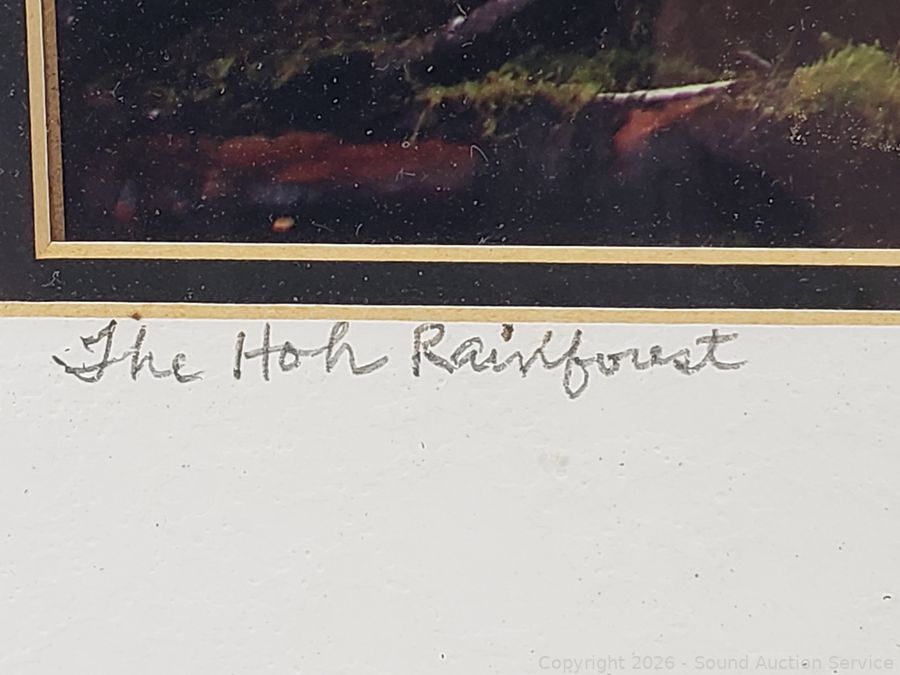 The Hoh Rainforest
Copyright 2026 - Sound Auction Service